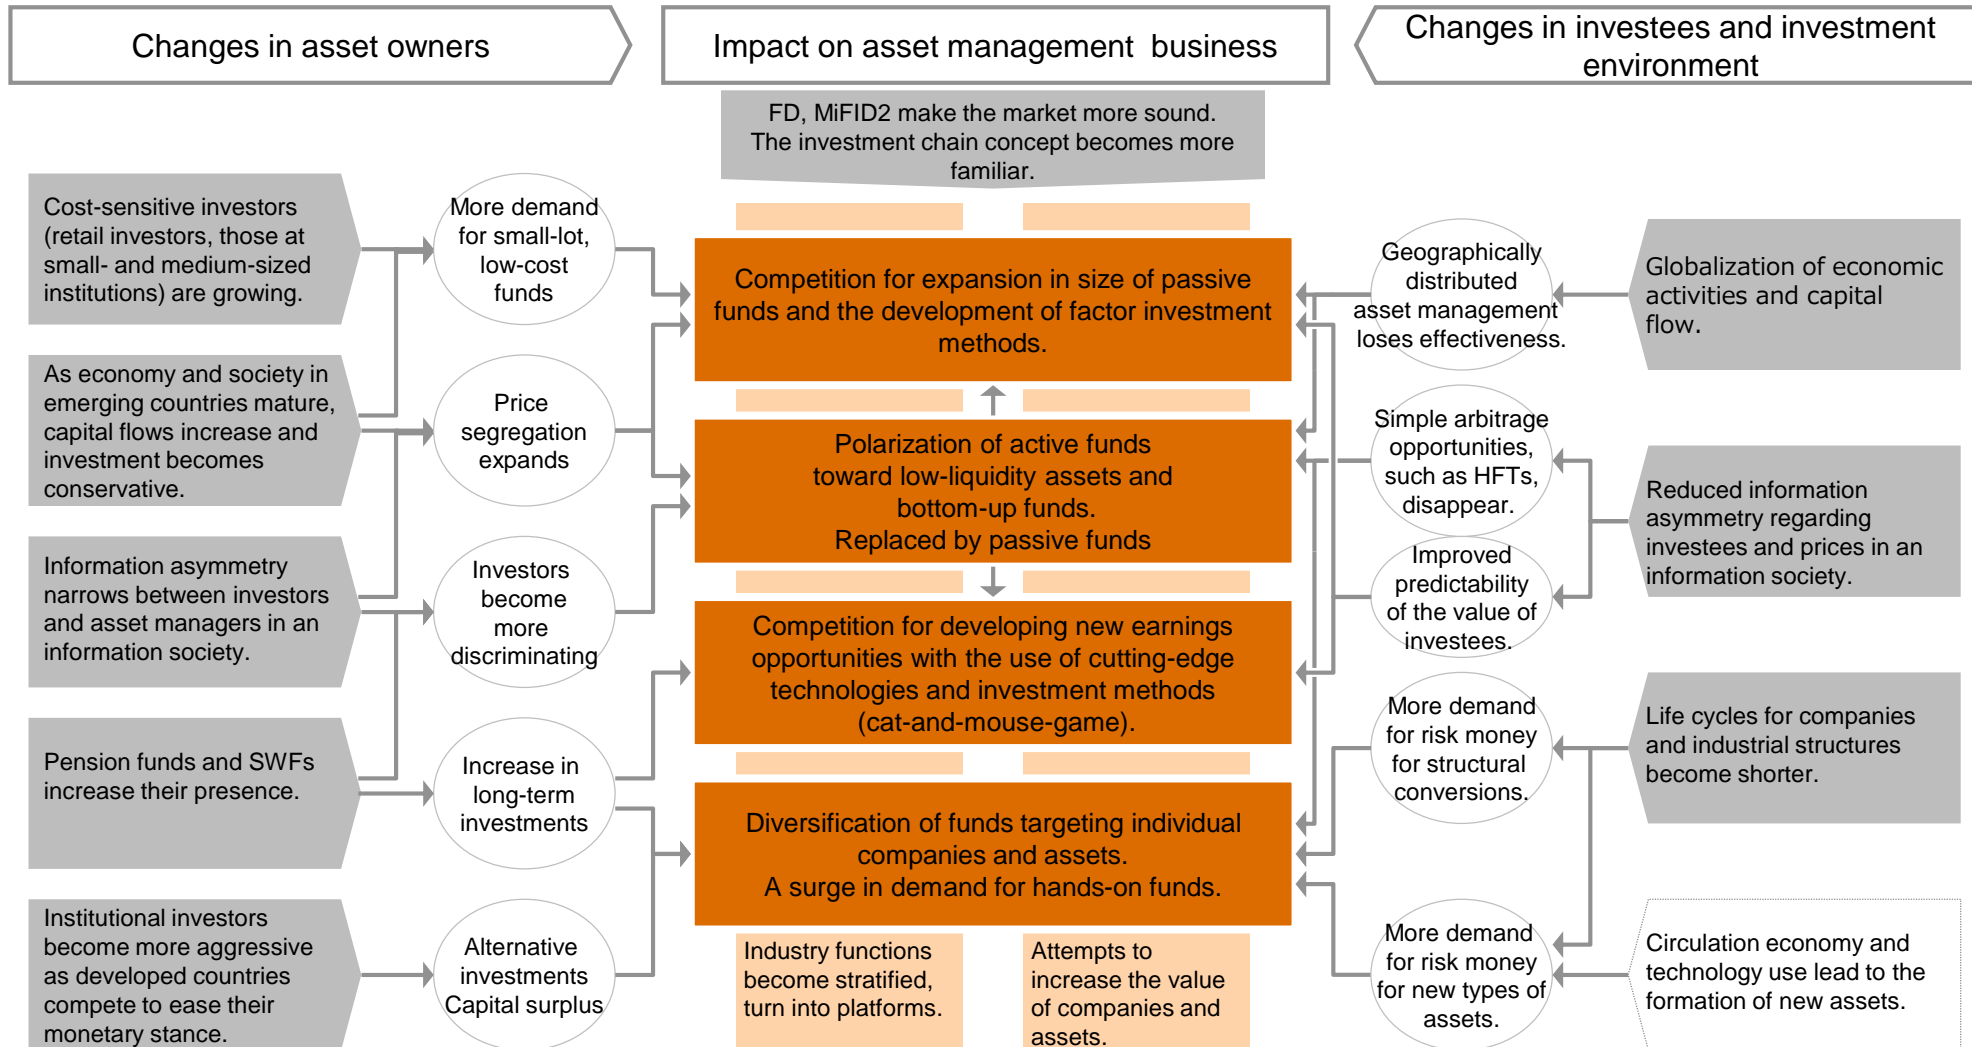 Changes in asset owners
Impact on asset management business
Changes in investees and investment
environment
FD, MiFID2 make the market more sound.
The investment chain concept becomes more
familiar.
Cost-sensitive investors
(retail investors, those at
small- and medium-sized
institutions) are growing.
As economy and society in
emerging countries mature,
capital flows increase and
investment becomes
conservative.
Information asymmetry
narrows between investors
and asset managers in an
information society.
Pension funds and SWFs
increase their presence.
Institutional investors
become more aggressive
as developed countries
compete to ease their
monetary stance.
More demand
for small-lot,
low-cost
funds
Price
segregation
expands
Investors
become
more
discriminating
Increase in
long-term
investments
Alternative
investments
Capital surplus
Competition for expansion in size of passive
funds and the development of factor investment
methods.
Polarization of active funds
toward low-liquidity assets and
bottom-up funds.
Replaced by passive funds
Competition for developing new earnings
opportunities with the use of cutting-edge
technologies and investment methods
(cat-and-mouse-game).
Diversification of funds targeting individual
companies and assets.
A surge in demand for hands-on funds.
Industry functions
become stratified,
turn into platforms.
Attempts to
increase the value
of companies and
assets.
Geographically
distributed
asset management
loses effectiveness.
Simple arbitrage
opportunities,
such as HFTs,
disappear.
Improved
predictability
of the value of
investees.
More demand
for risk money
for structural
conversions.
More demand
for risk money
for new types of
assets.
Globalization of economic
activities and capital
flow.
Reduced information
asymmetry regarding
investees and prices in an
information society.
Life cycles for companies
and industrial structures
become shorter.
Circulation economy and
technology use lead to the
formation of new assets.